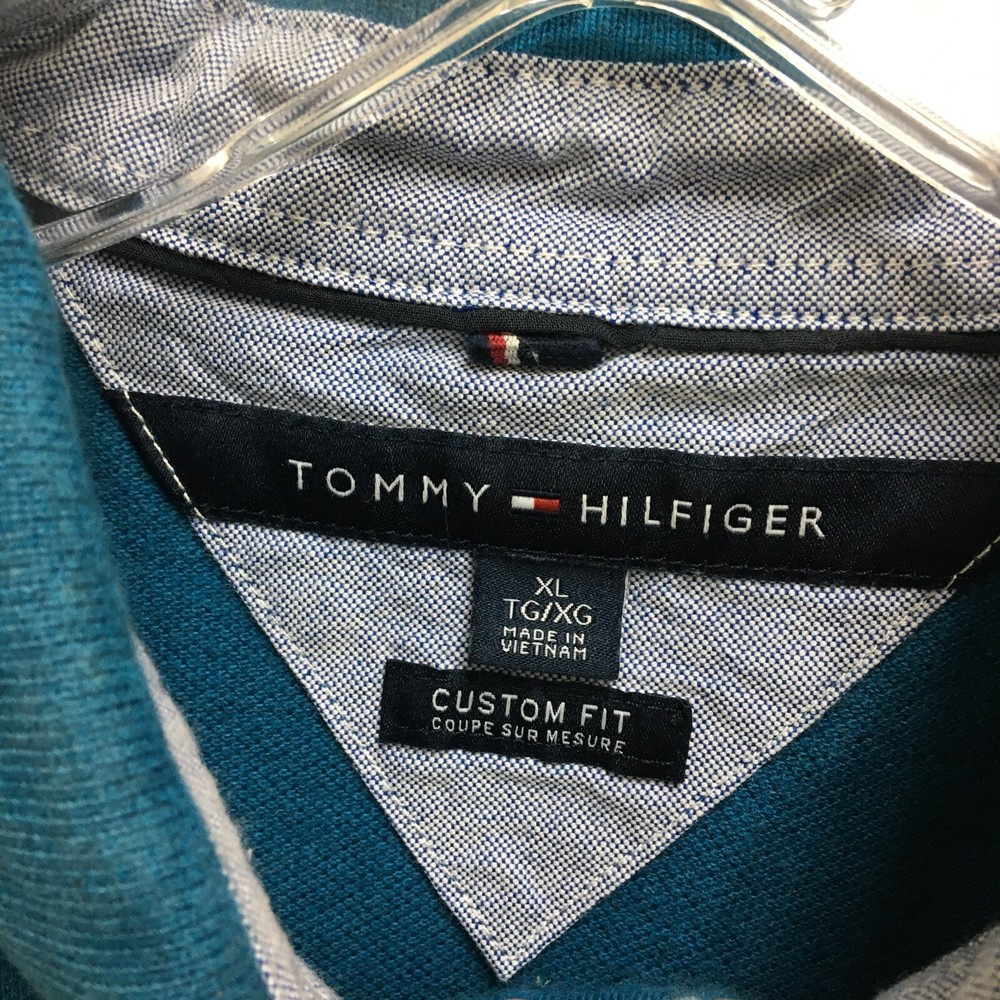 TOMMY HILFIGER
XL
TG/XG
MADE IN
VIETNAM
CUSTOM FIT
COUPE SUR MESURE